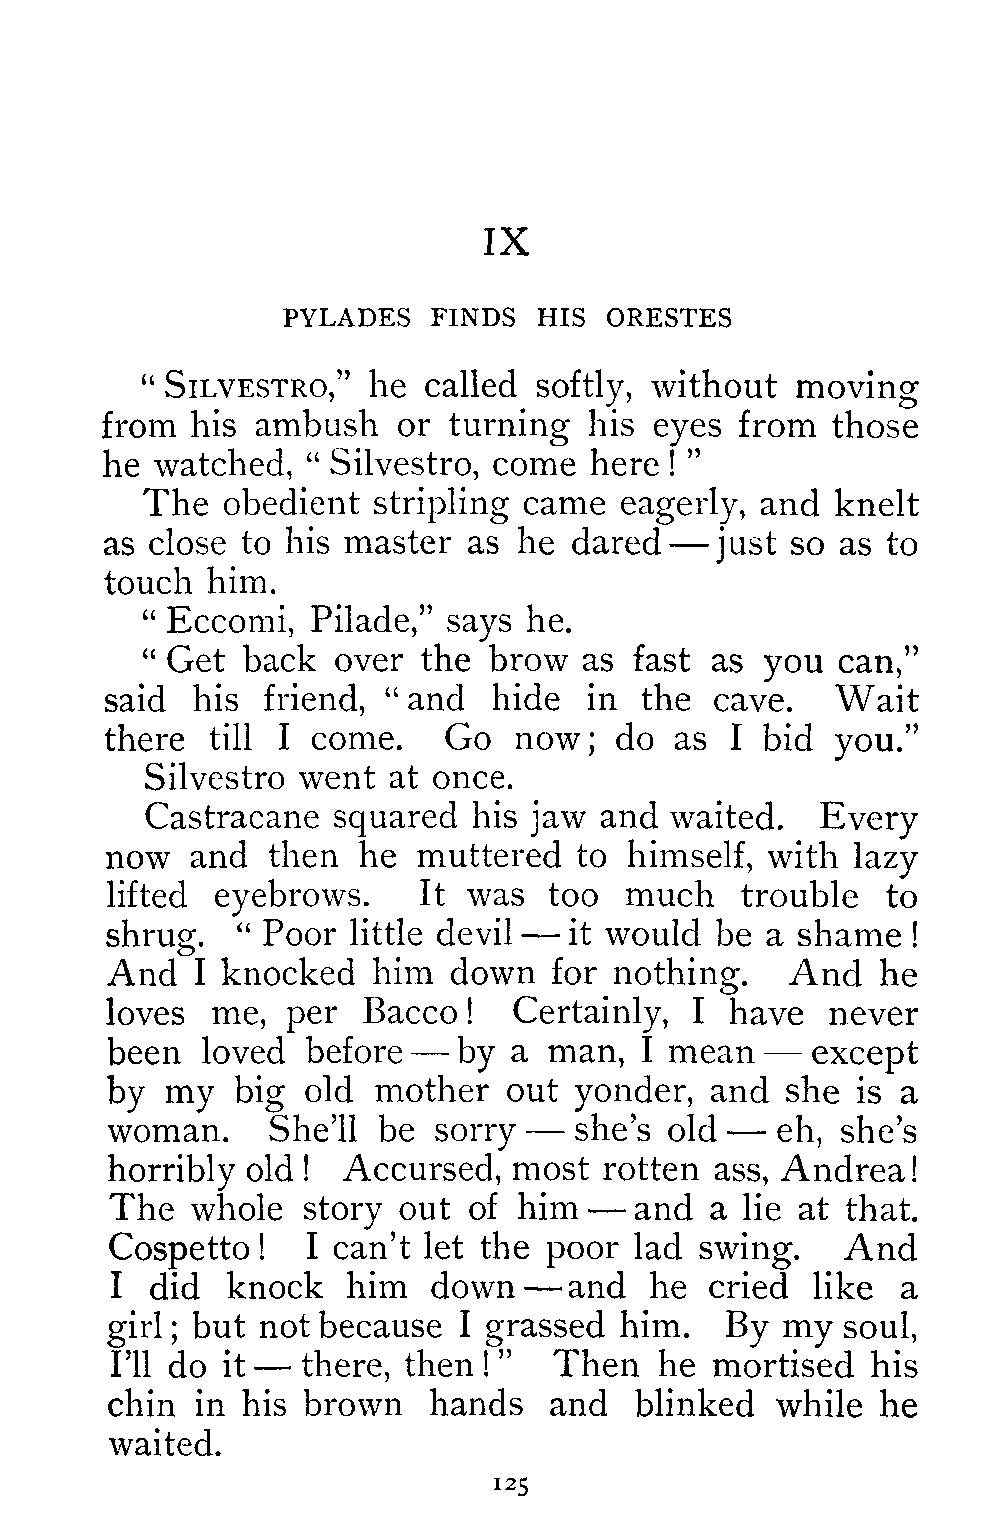 IX
PYLADES FINDS HIS ORESTES
“ SILVESTRO,” he called softly, without moving
from his ambush or turning his eyes from those
he watched, “ Silvestro, come here ! ”
The obedient stripling came eagerly, and knelt
as close to his master as he dared — just so as to
touch him.
“ Eccomi, Pilade,” says he.
“ Get back over the brow as fast as you can,”
said his friend, “ and hide in the cave. Wait
there till I come. Go now ; do as I bid you.”
Silvestro went at once.
Castracane squared his jaw and waited. Every
now and then he muttered to himself, with lazy
lifted eyebrows. It was too much trouble to
shrug. “ Poor little devil — it would be a shame !
And I knocked him down for nothing. And he
loves me, per Bacco ! Certainly, I have never
been loved before — by a man, I mean — except
by my big old mother out yonder, and she is a
woman. She’ll be sorry — she’s old — eh, she’s
horribly old ! Accursed, most rotten ass, Andrea !
The whole story out of him — and a lie at that.
Cospetto ! I can’t let the poor lad swing. And
I did knock him down — and he cried like a
girl ; but not because I grassed him. By my soul,
I’ll do it — there, then ! ” Then he mortised his
chin in his brown hands and blinked while he
waited.
125